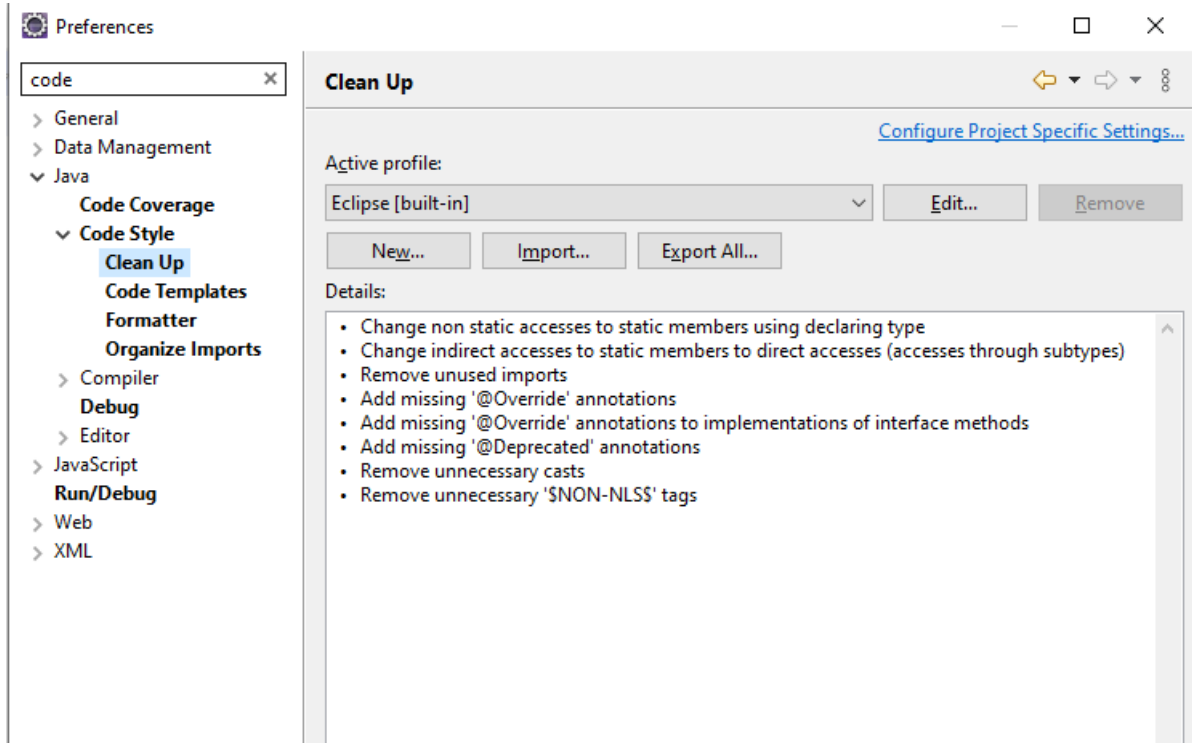 Preferences
code
Clean Up
General
Data Management
Java
Code Coverage
Code Style
Clean Up
Code Templates
Formatter
Organize Imports
Compiler
Debug
Editor
JavaScript
Run/Debug
Web
XML
Configure Project Specific Settings...
Active profile:
Eclipse [built-in]
Edit...
Remove
New...
Import...
Export All...
Details:
• Change non static accesses to static members using declaring type
• Change indirect accesses to static members to direct accesses (accesses through subtypes)
• Remove unused imports
• Add missing '@Override' annotations
• Add missing '@Override' annotations to implementations of interface methods
• Add missing '@Deprecated' annotations
• Remove unnecessary casts
• Remove unnecessary '$NON-NLS$' tags